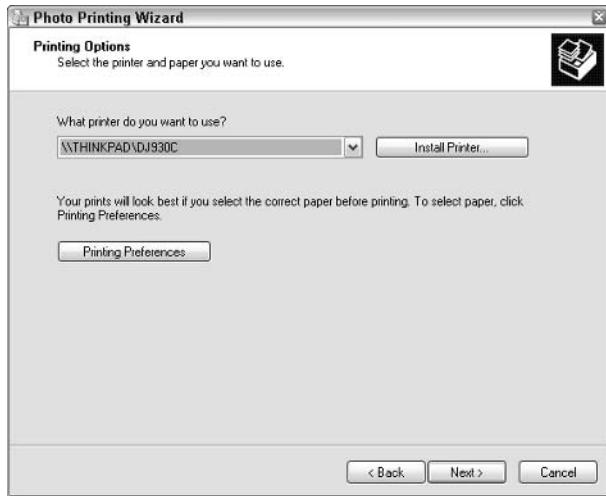 Photo Printing Wizard
Printing Options
Select the printer and paper you want to use.
What printer do you want to use?
\\THINKPAD\DJ930C
Install Printer...
Your prints will look best if you select the correct paper before printing. To select paper, click
Printing Preferences.
Printing Preferences
< Back
Next >
Cancel